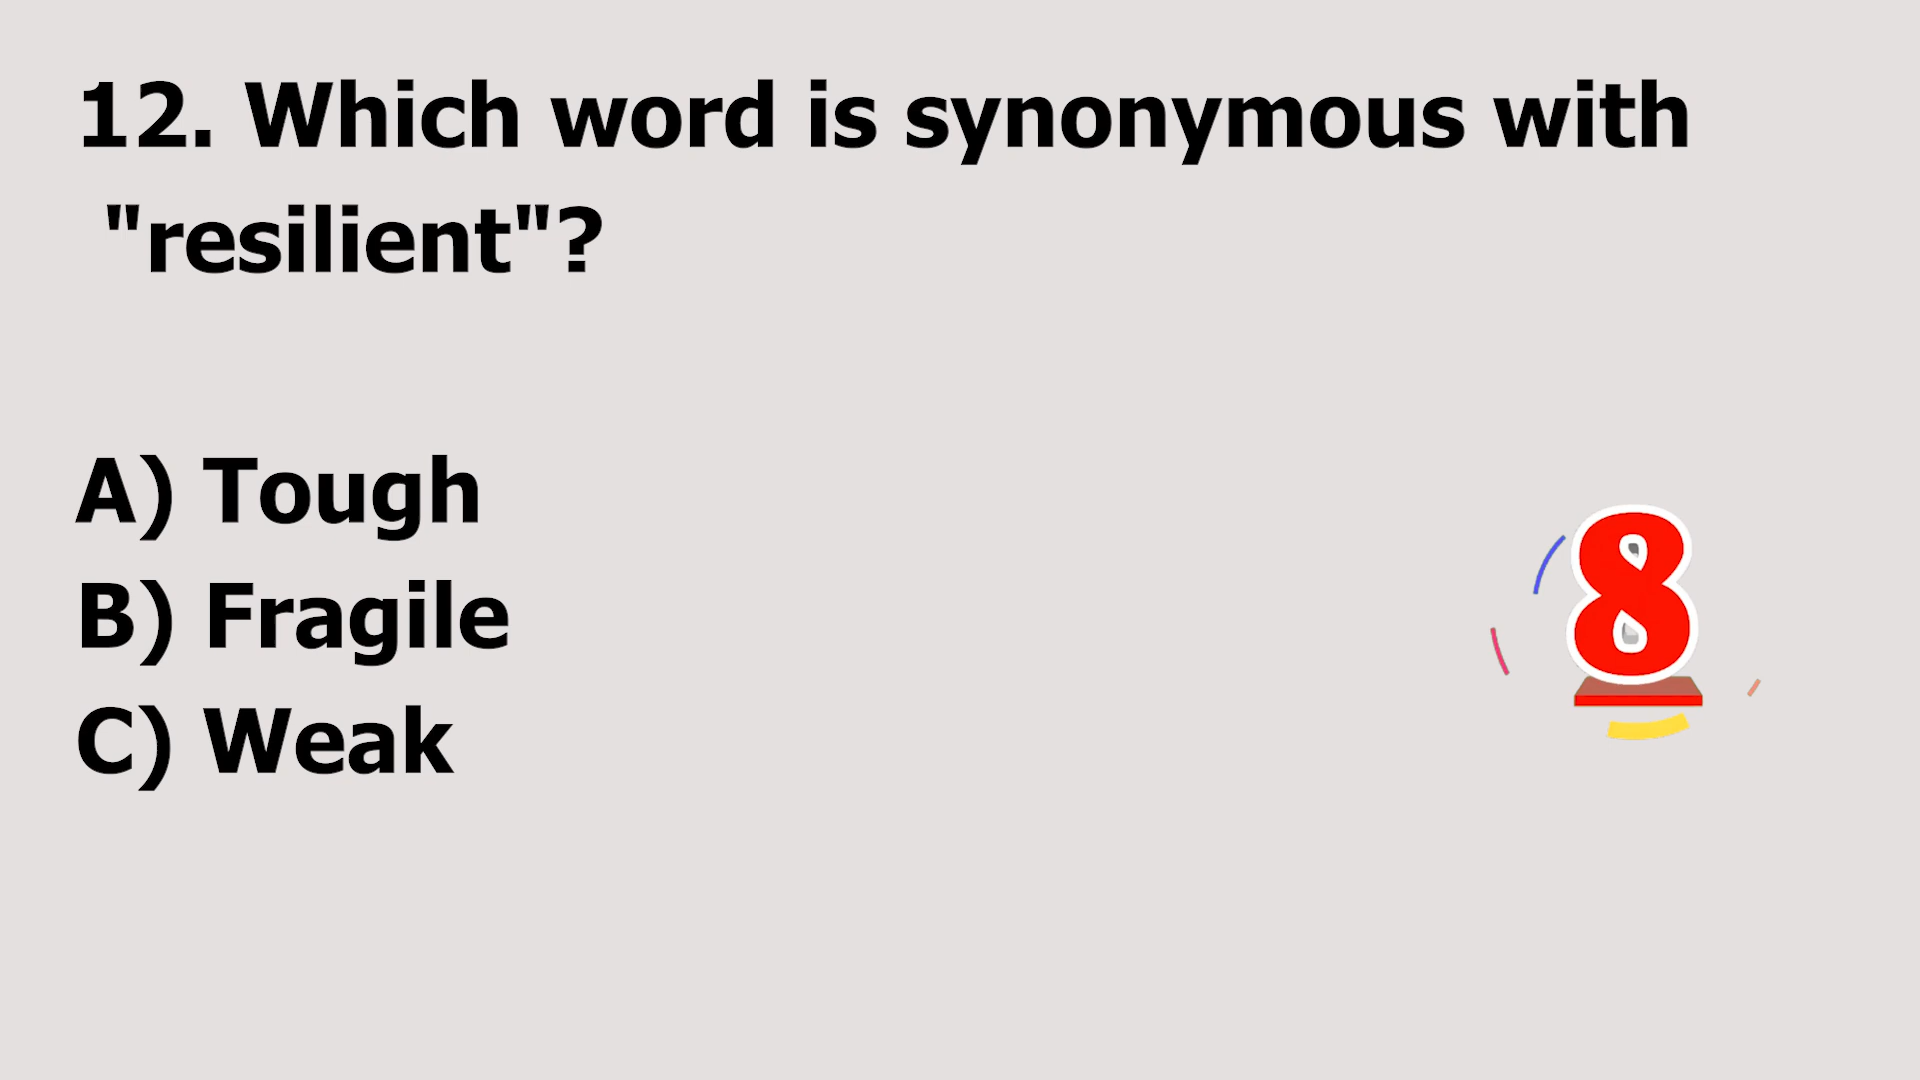 12. Which word is synonymous with
"resilient"?
A) Tough
B) Fragile
C) Weak
8